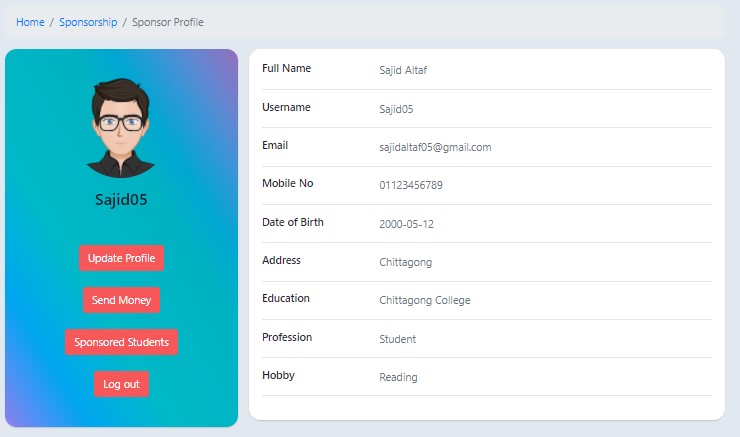 Home / Sponsorship / Sponsor Profile
Sajid05
Update Profile
Send Money
Sponsored Students
Log out
Full Name Sajid Altaf
Username Sajid05
Email sajidaltaf05@gmail.com
Mobile No 01123456789
Date of Birth 2000-05-12
Address Chittagong
Education Chittagong College
Profession Student
Hobby Reading